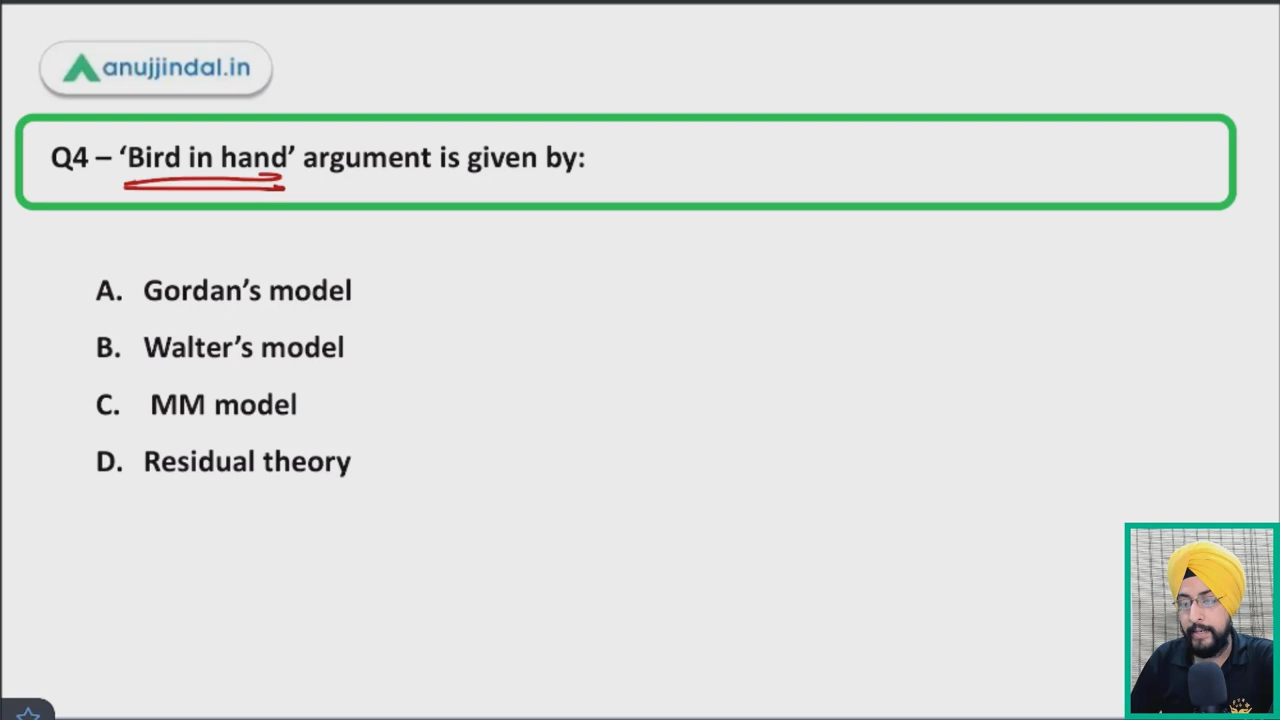 anujjindal.in
Q4 – ‘Bird in hand’ argument is given by:
A. Gordan’s model
B. Walter’s model
C. MM model
D. Residual theory